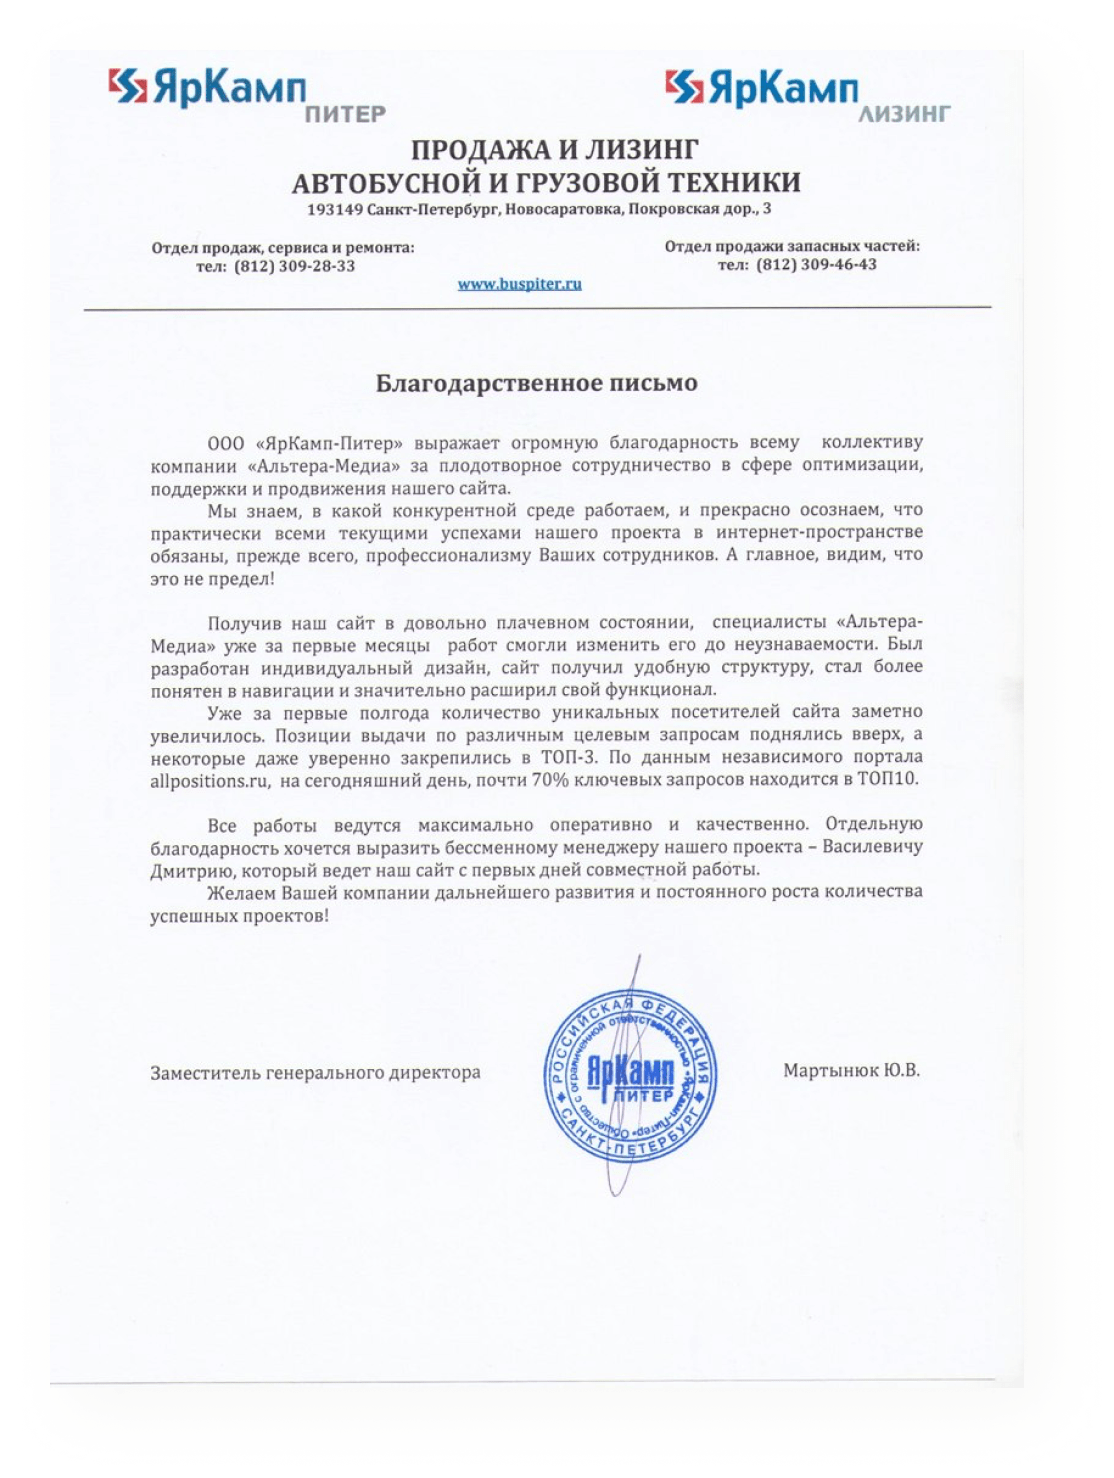 ЯрКамп ПИТЕР
ЯрКамп ЛИЗИНГ
ПРОДАЖА И ЛИЗИНГ
АВТОБУСНОЙ И ГРУЗОВОЙ ТЕХНИКИ
193149 Санкт-Петербург, Новосаратовка, Покровская дор., 3
Отдел продаж, сервиса и ремонта:
тел: (812) 309-28-33
Отдел продажи запасных частей:
тел: (812) 309-46-43
www.buspiter.ru
Благодарственное письмо
ООО «ЯрКамп-Питер» выражает огромную благодарность всему коллективу
компании «Альтера-Медиа» за плодотворное сотрудничество в сфере оптимизации,
поддержки и продвижения нашего сайта.
Мы знаем, в какой конкурентной среде работаем, и прекрасно осознаем, что
практически всеми текущими успехами нашего проекта в интернет-пространстве
обязаны, прежде всего, профессионализму Ваших сотрудников. А главное, видим, что
это не предел!
Получив наш сайт в довольно плачевном состоянии, специалисты «Альтера-
Медиа» уже за первые месяцы работ смогли изменить его до неузнаваемости. Был
разработан индивидуальный дизайн, сайт получил удобную структуру, стал более
понятен в навигации и значительно расширил свой функционал.
Уже за первые полгода количество уникальных посетителей сайта заметно
увеличилось. Позиции выдачи по различным целевым запросам поднялись вверх, а
некоторые даже уверенно закрепились в ТОП-3. По данным независимого портала
allpositions.ru, на сегодняшний день, почти 70% ключевых запросов находится в ТОП10.
Все работы ведутся максимально оперативно и качественно. Отдельную
благодарность хочется выразить бессменному менеджеру нашего проекта – Василевичу
Дмитрию, который ведет наш сайт с первых дней совместной работы.
Желаем Вашей компании дальнейшего развития и постоянного роста количества
успешных проектов!
Заместитель генерального директора
Мартынюк Ю.В.
РОССИЙСКАЯ ФЕДЕРАЦИЯ
САНКТ-ПЕТЕРБУРГ
Общество с ограниченной ответственностью «ЯрКамп-Питер»
ЯрКамп
ПИТЕР